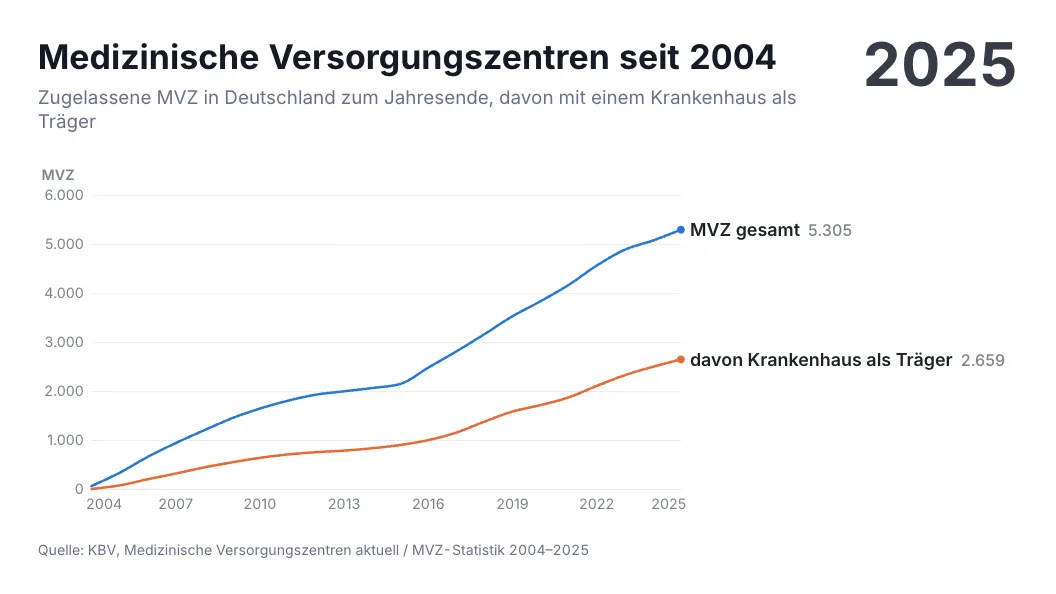 Medizinische Versorgungszentren seit 2004
2025
Zugelassene MVZ in Deutschland zum Jahresende, davon mit einem Krankenhaus als
Träger
MVZ
6.000
5.000
4.000
3.000
2.000
1.000
0
MVZ gesamt 5.305
davon Krankenhaus als Träger 2.659
2004 2007 2010 2013 2016 2019 2022 2025
Quelle: KBV, Medizinische Versorgungszentren aktuell / MVZ-Statistik 2004–2025